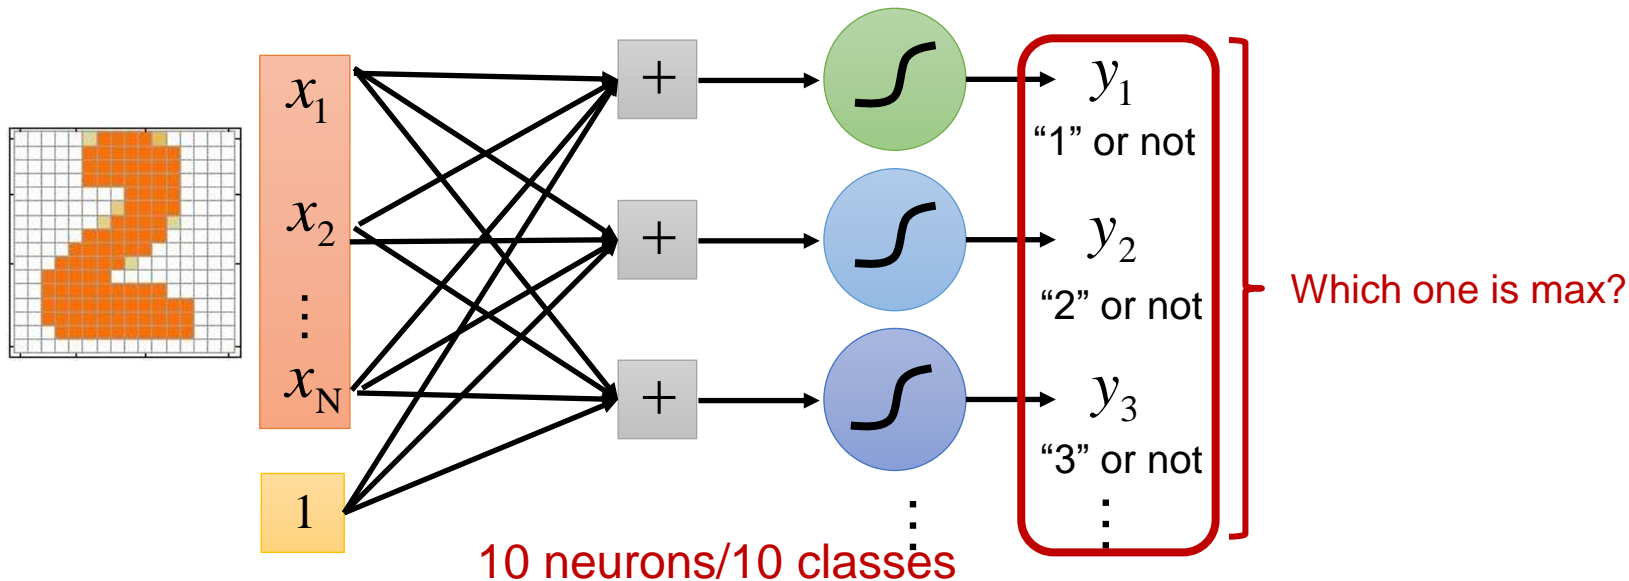 x₁
x₂
⋮
x_N
1
+
+
+
y₁
“1” or not
y₂
“2” or not
y₃
“3” or not
⋮
⋮
Which one is max?
10 neurons/10 classes